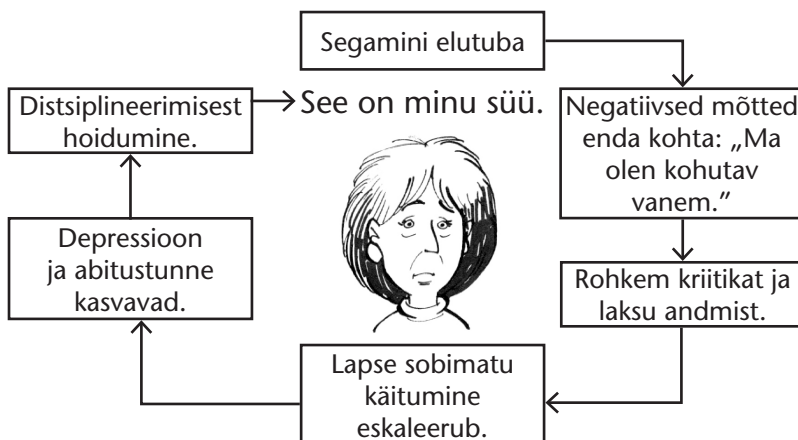 Segamini elutuba
Distsiplineerimisest
hoidumine.
See on minu süü.
Negatiivsed mõtted
enda kohta: „Ma
olen kohutav
vanem.”
Depressioon
ja abitustunne
kasvavad.
Rohkem kriitikat ja
laksu andmist.
Lapse sobimatu
käitumine
eskaleerub.